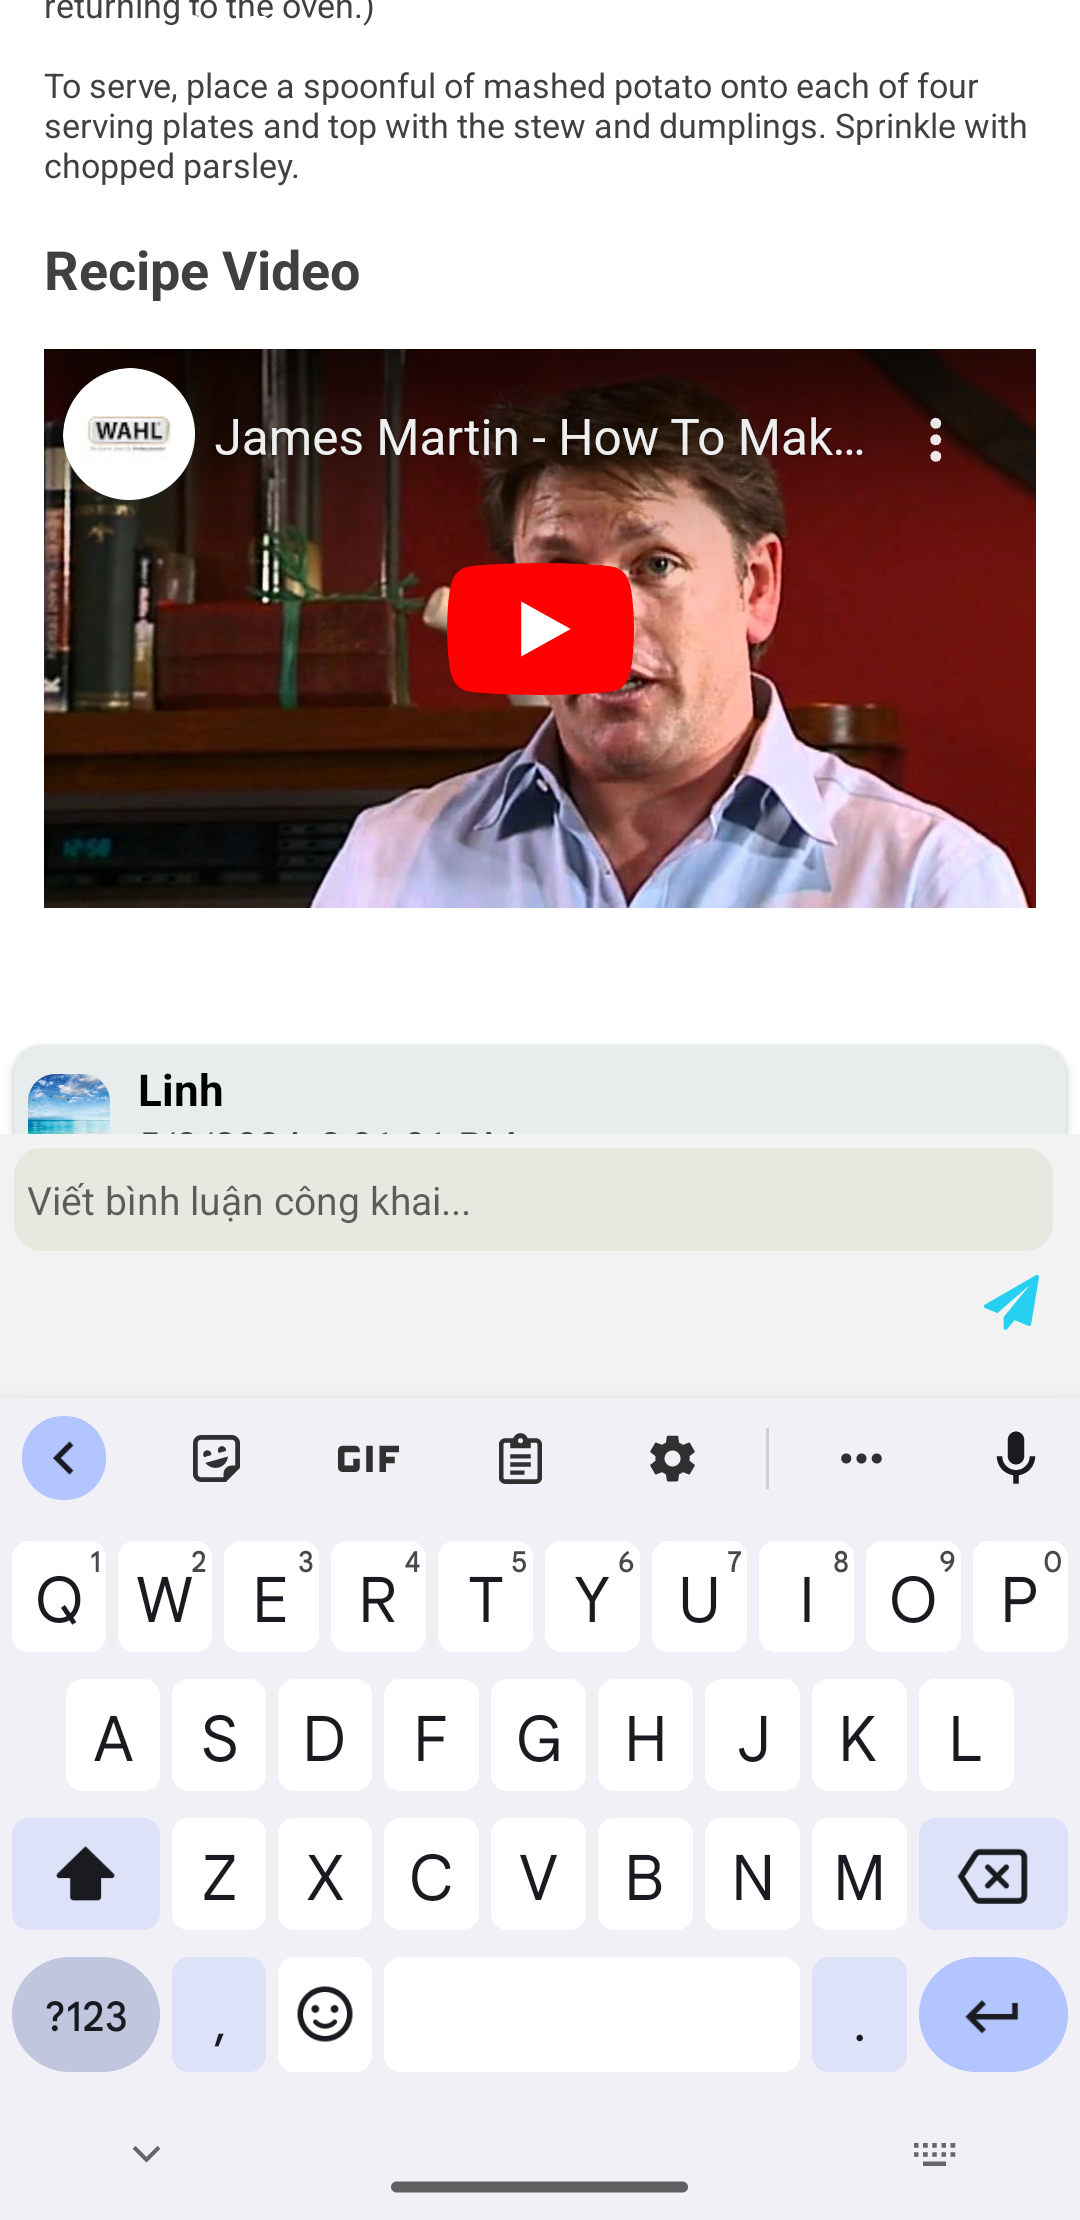 returning to the oven.)
To serve, place a spoonful of mashed potato onto each of four
serving plates and top with the stew and dumplings. Sprinkle with
chopped parsley.
Recipe Video
WAHL
James Martin - How To Mak...
12:50
Linh
Viết bình luận công khai...
GIF
1 2 3 4 5 6 7 8 9 0
Q W E R T Y U I O P
A S D F G H J K L
Z X C V B N M
?123 , .